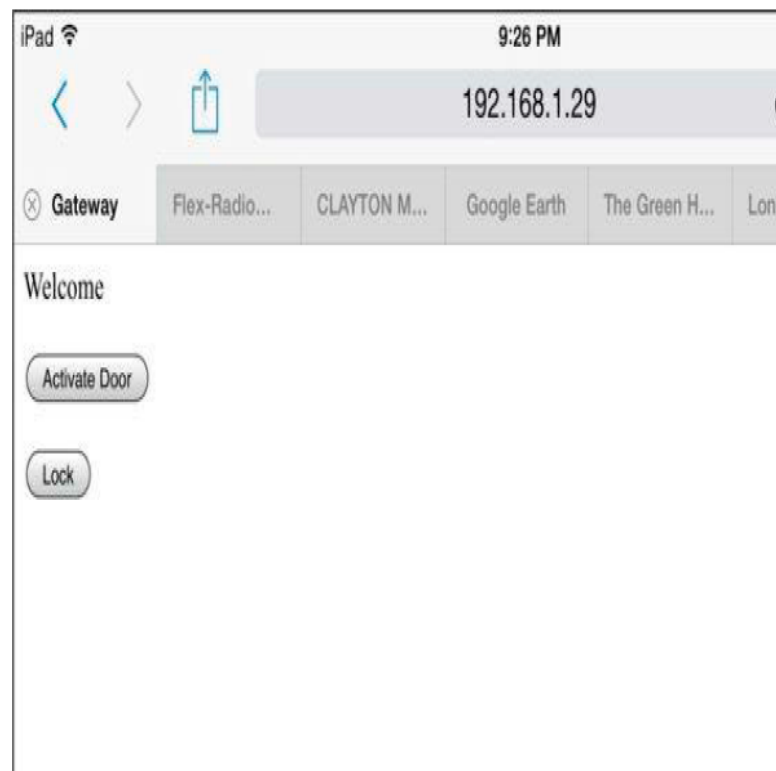 iPad 9:26 PM
192.168.1.29
Gateway Flex-Radio... CLAYTON M... Google Earth The Green H... Lon
Welcome
Activate Door
Lock